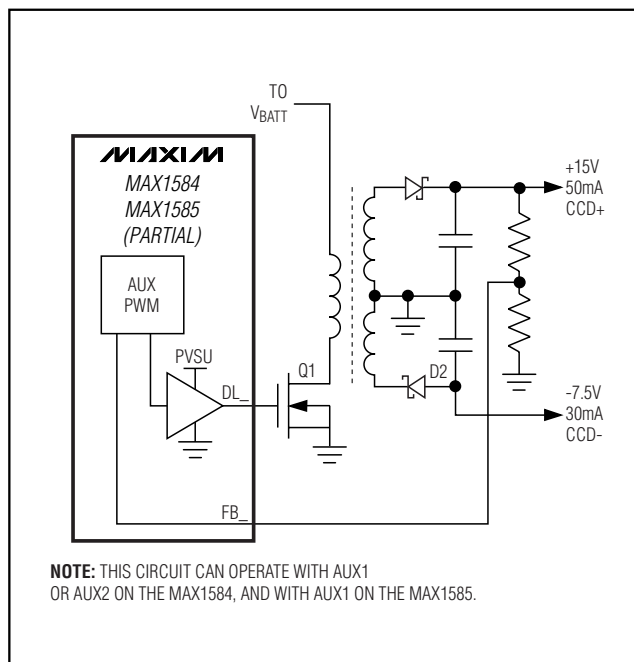 TO
VBATT
MAXIM
MAX1584
MAX1585
(PARTIAL)
AUX
PWM
PVSU
DL_
Q1
D2
FB_
+15V
50mA
CCD+
-7.5V
30mA
CCD-
NOTE: THIS CIRCUIT CAN OPERATE WITH AUX1
OR AUX2 ON THE MAX1584, AND WITH AUX1 ON THE MAX1585.